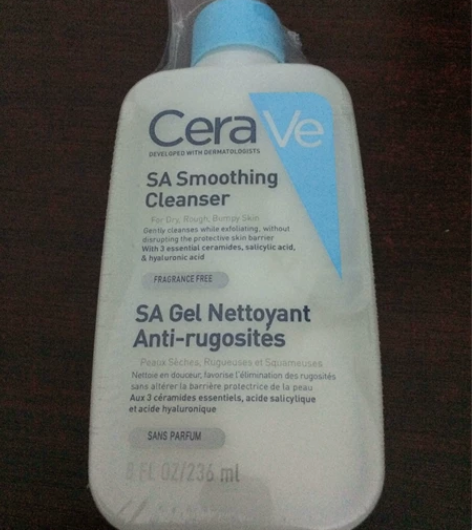 CeraVe
DEVELOPED WITH DERMATOLOGISTS
SA Smoothing
Cleanser
For Dry, Rough, Bumpy Skin
Gently cleanses while exfoliating, without
disrupting the protective skin barrier
With 3 essential ceramides, salicylic acid,
& hyaluronic acid
FRAGRANCE FREE
SA Gel Nettoyant
Anti-rugosités
Peaux Sèches, Rugueuses et Squameuses
Nettoie en douceur, favorise l'élimination des rugosités
sans altérer la barrière protectrice de la peau
Aux 3 céramides essentiels, acide salicylique
et acide hyaluronique
SANS PARFUM
8 FL OZ/236 ml